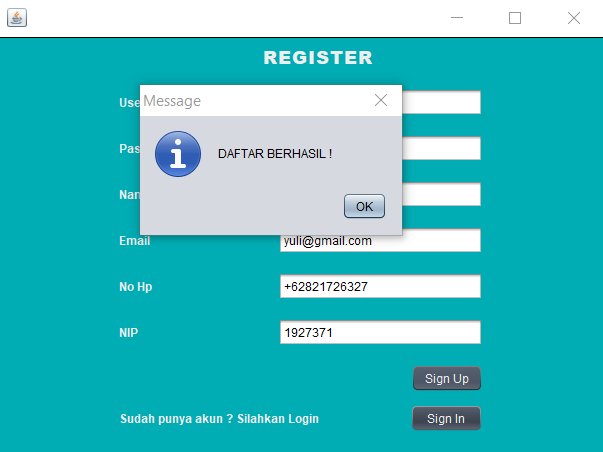 REGISTER
Message
DAFTAR BERHASIL !
OK
Email
yuli@gmail.com
No Hp
+62821726327
NIP
1927371
Sign Up
Sudah punya akun ? Silahkan Login
Sign In